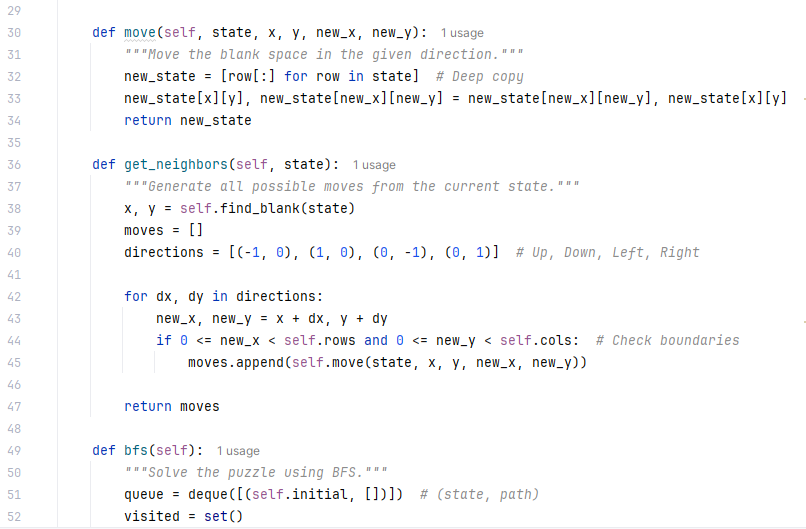 29
30 def move(self, state, x, y, new_x, new_y): 1 usage
31 """Move the blank space in the given direction."""
32 new_state = [row[:] for row in state] # Deep copy
33 new_state[x][y], new_state[new_x][new_y] = new_state[new_x][new_y], new_state[x][y]
34 return new_state
35
36 def get_neighbors(self, state): 1 usage
37 """Generate all possible moves from the current state."""
38 x, y = self.find_blank(state)
39 moves = []
40 directions = [(-1, 0), (1, 0), (0, -1), (0, 1)] # Up, Down, Left, Right
41
42 for dx, dy in directions:
43 new_x, new_y = x + dx, y + dy
44 if 0 <= new_x < self.rows and 0 <= new_y < self.cols: # Check boundaries
45 moves.append(self.move(state, x, y, new_x, new_y))
46
47 return moves
48
49 def bfs(self): 1 usage
50 """Solve the puzzle using BFS."""
51 queue = deque([(self.initial, [])]) # (state, path)
52 visited = set()